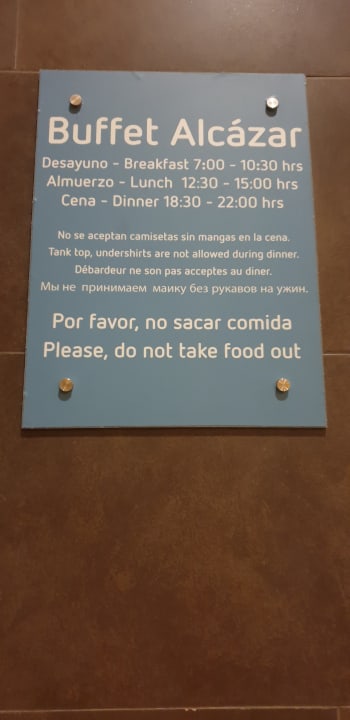 Buffet Alcázar
Desayuno - Breakfast 7:00 - 10:30 hrs
Almuerzo - Lunch 12:30 - 15:00 hrs
Cena - Dinner 18:30 - 22:00 hrs
No se aceptan camisetas sin mangas en la cena.
Tank top, undershirts are not allowed during dinner.
Débardeur ne son pas acceptes au diner.
Мы не принимаем маику без рукавов на ужин.
Por favor, no sacar comida
Please, do not take food out